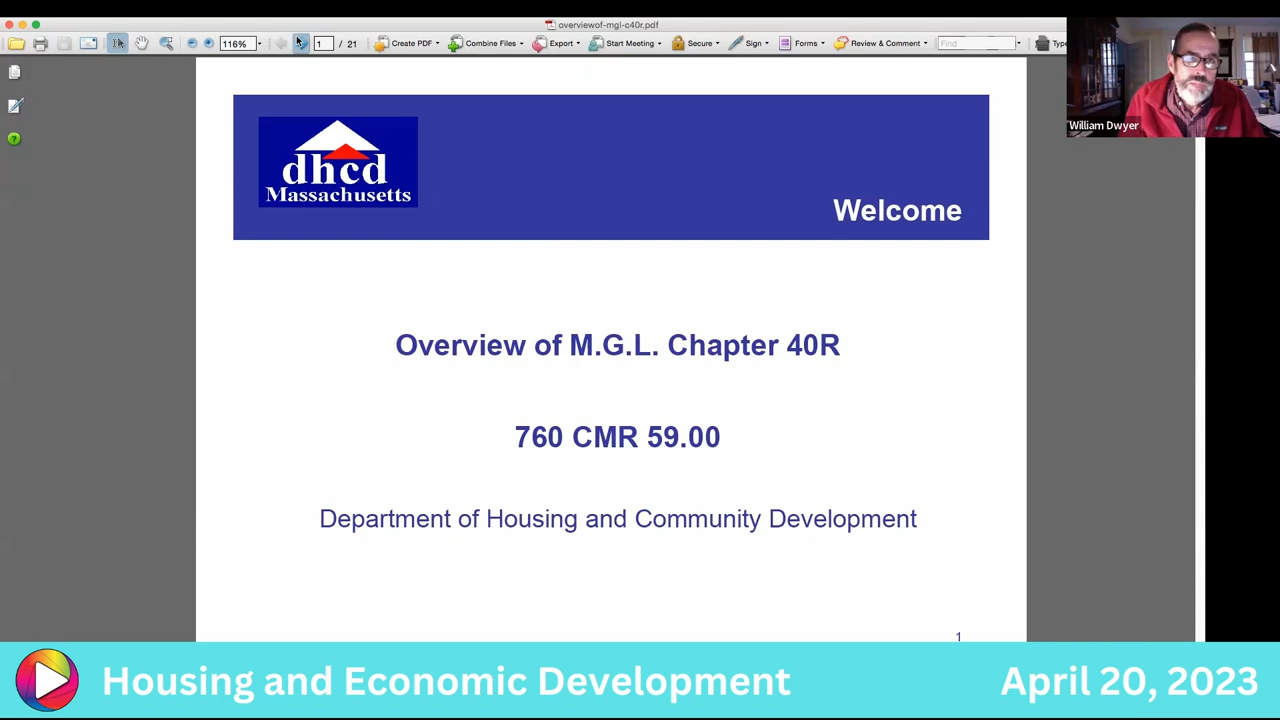 overviewof-mgl-c40r.pdf
116% 1 / 21 Create PDF Combine Files Export Start Meeting Secure Sign Forms Review & Comment Find
William Dwyer
dhcd
Massachusetts
Welcome
Overview of M.G.L. Chapter 40R
760 CMR 59.00
Department of Housing and Community Development
1
Housing and Economic Development April 20, 2023